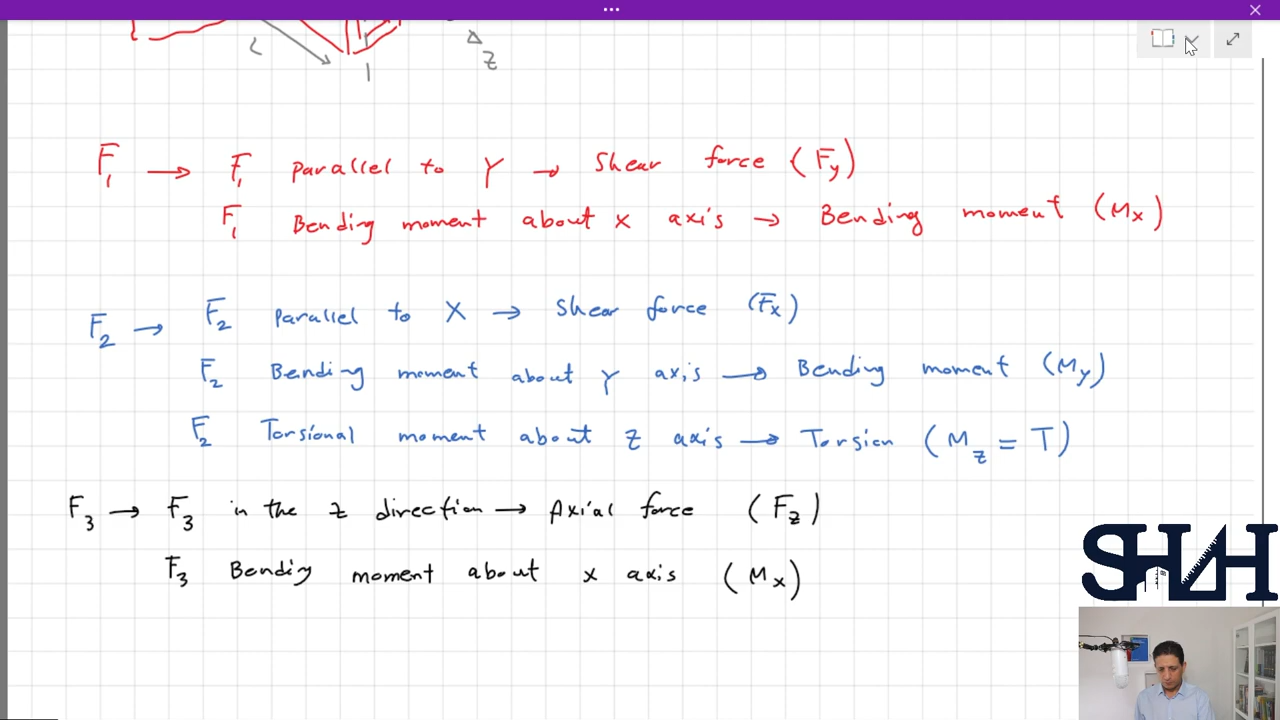 L
Z
F₁ → F₁ parallel to Y → Shear force (Fy)
F₁ Bending moment about x axis → Bending moment (Mx)
F₂ → F₂ parallel to X → Shear force (Fx)
F₂ Bending moment about Y axis → Bending moment (My)
F₂ Torsional moment about z axis → Torsion (Mz = T)
F₃ → F₃ in the z direction → Axial force (Fz)
F₃ Bending moment about x axis (Mx)